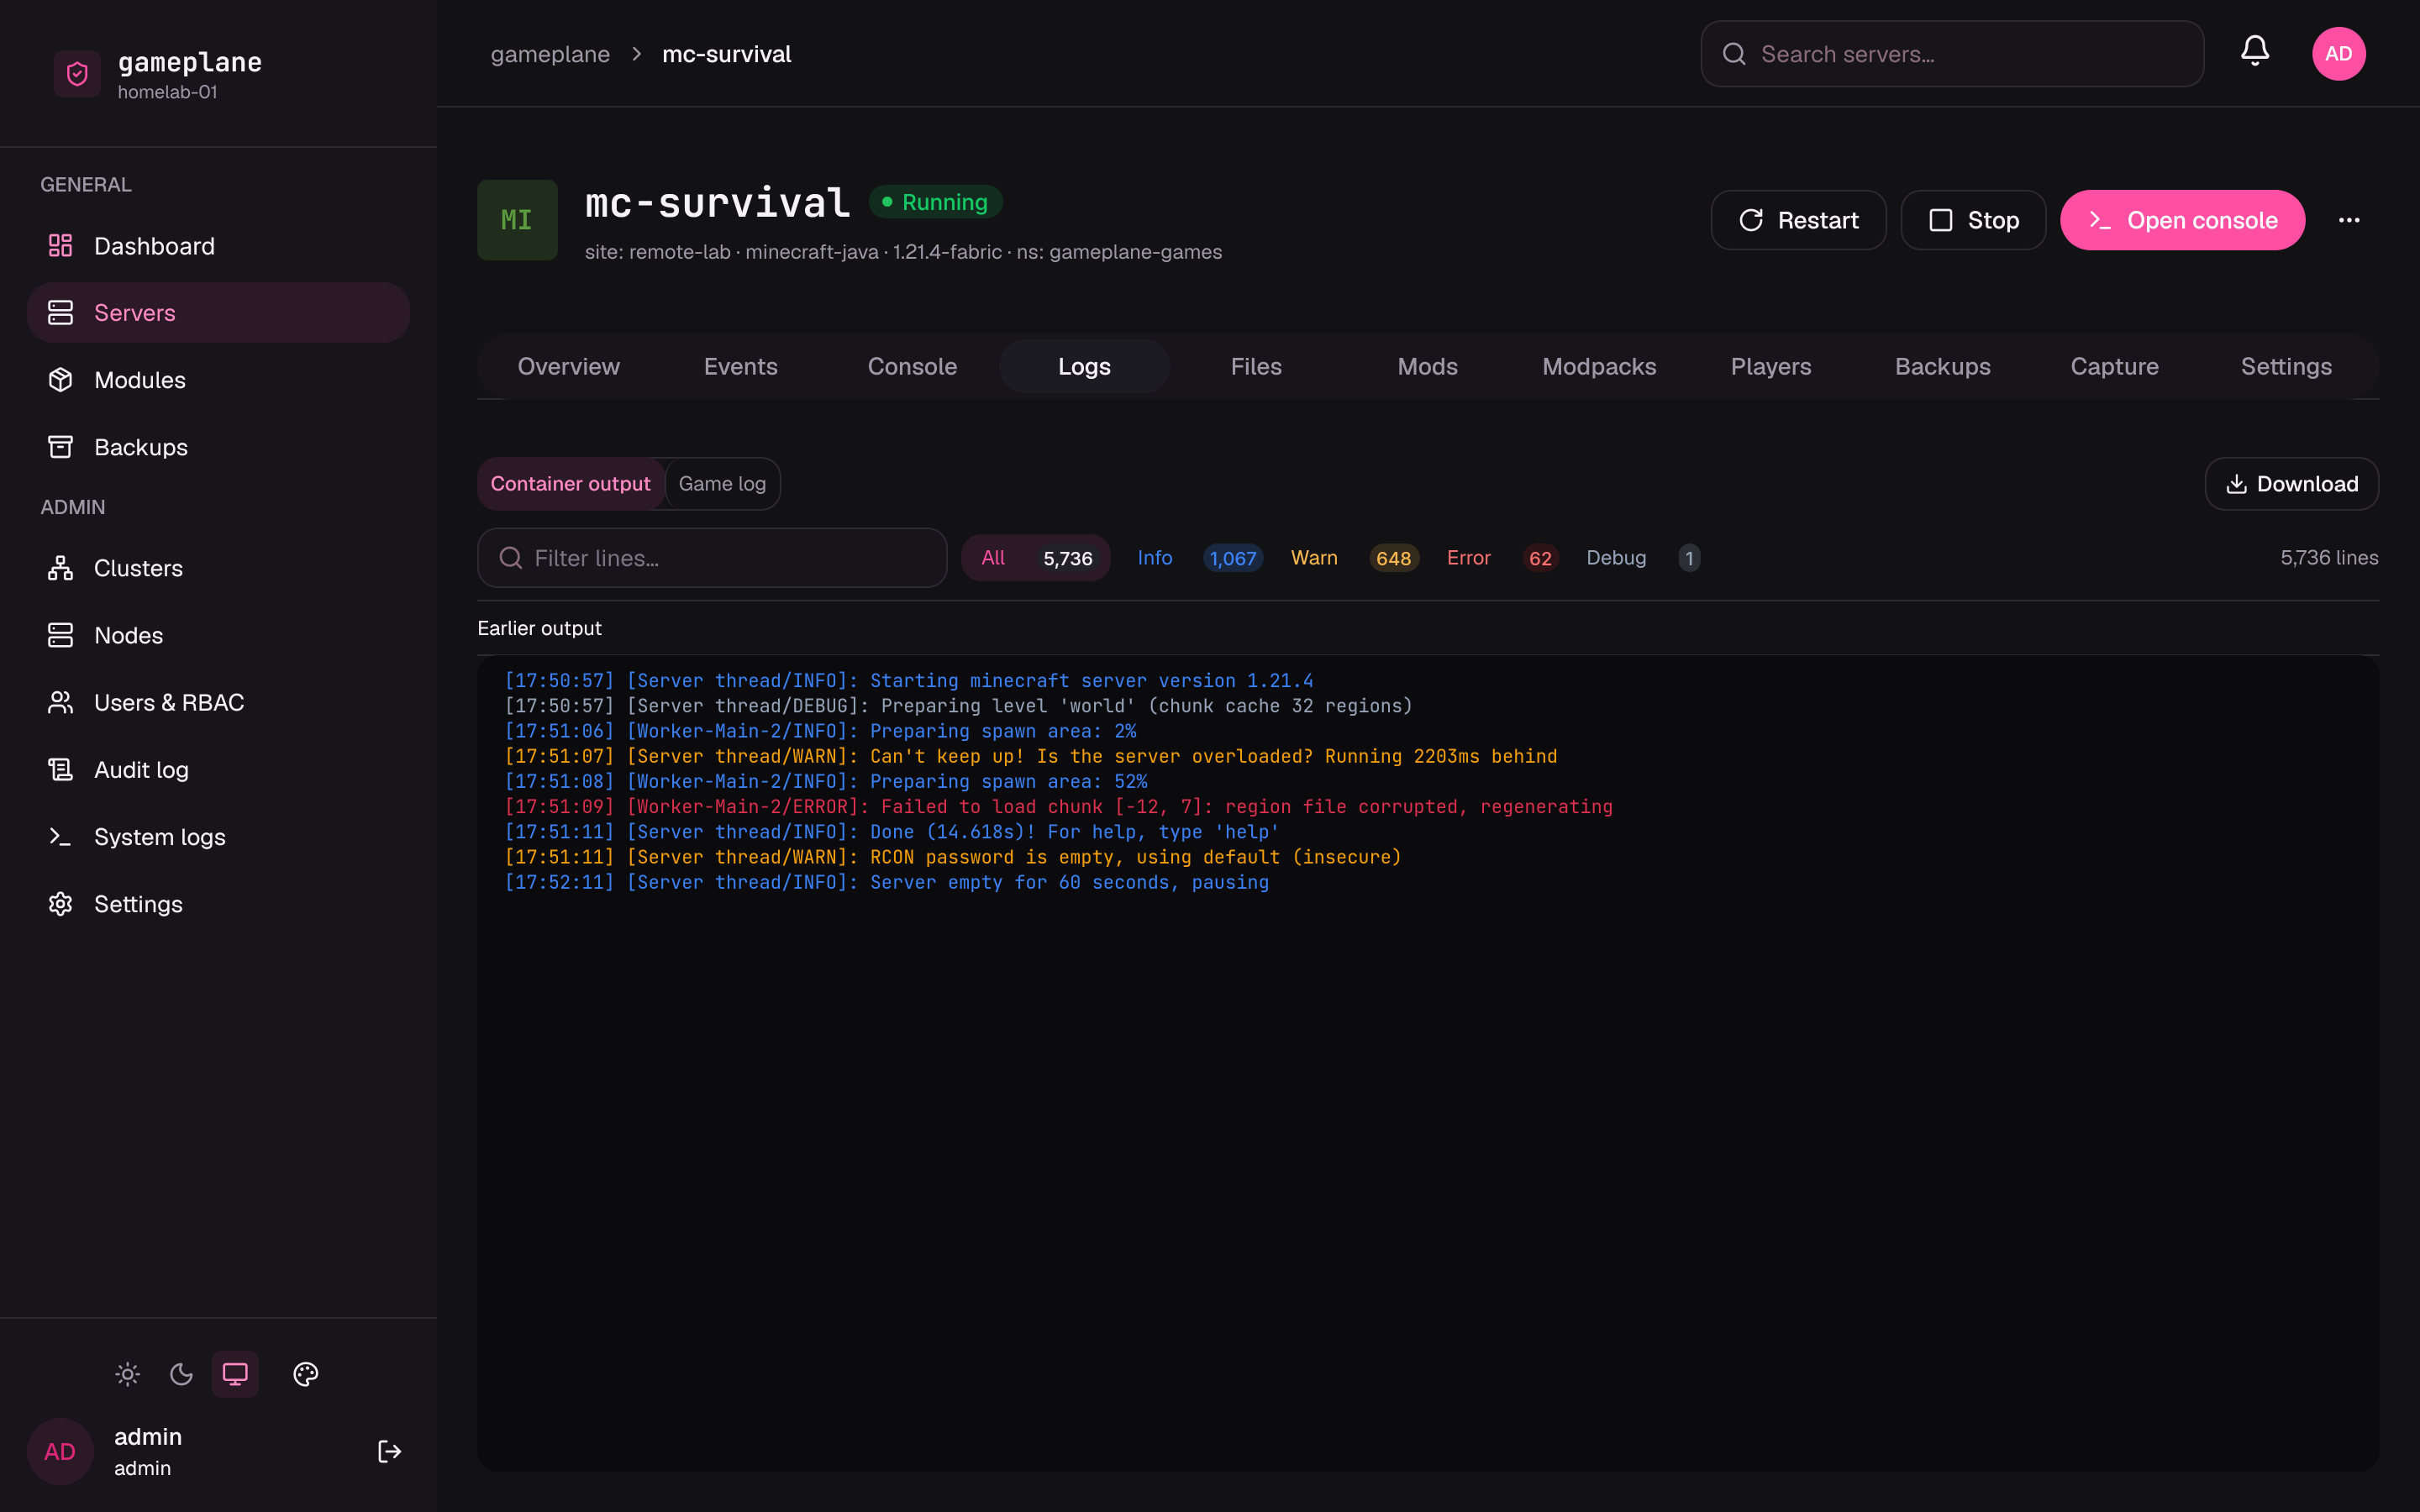 gameplane
homelab-01
GENERAL
Dashboard
Servers
Modules
Backups
ADMIN
Clusters
Nodes
Users & RBAC
Audit log
System logs
Settings
AD
admin
admin
gameplane > mc-survival
Search servers...
AD
MI
mc-survival
Running
site: remote-lab · minecraft-java · 1.21.4-fabric · ns: gameplane-games
Restart
Stop
Open console
Overview
Events
Console
Logs
Files
Mods
Modpacks
Players
Backups
Capture
Settings
Container output
Game log
Download
Filter lines...
All 5,736
Info 1,067
Warn 648
Error 62
Debug 1
5,736 lines
Earlier output
[17:50:57] [Server thread/INFO]: Starting minecraft server version 1.21.4
[17:50:57] [Server thread/DEBUG]: Preparing level 'world' (chunk cache 32 regions)
[17:51:06] [Worker-Main-2/INFO]: Preparing spawn area: 2%
[17:51:07] [Server thread/WARN]: Can't keep up! Is the server overloaded? Running 2203ms behind
[17:51:08] [Worker-Main-2/INFO]: Preparing spawn area: 52%
[17:51:09] [Worker-Main-2/ERROR]: Failed to load chunk [-12, 7]: region file corrupted, regenerating
[17:51:11] [Server thread/INFO]: Done (14.618s)! For help, type 'help'
[17:51:11] [Server thread/WARN]: RCON password is empty, using default (insecure)
[17:52:11] [Server thread/INFO]: Server empty for 60 seconds, pausing